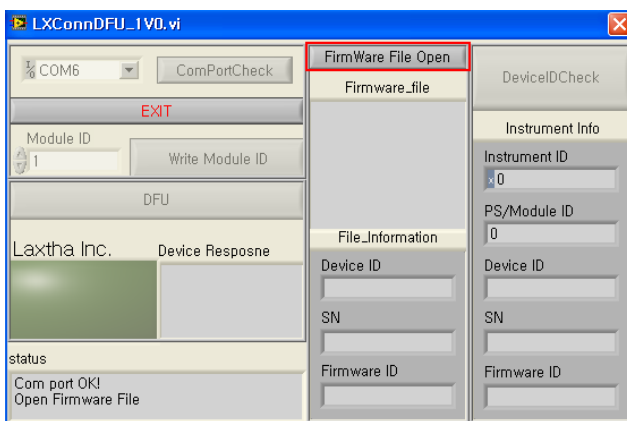 LXConnDFU_1V0.vi
COM6
ComPortCheck
EXIT
Module ID
1
Write Module ID
DFU
Laxtha Inc.
Device Resposne
status
Com port OK!
Open Firmware File
FirmWare File Open
Firmware_file
File_Information
Device ID
SN
Firmware ID
DeviceIDCheck
Instrument Info
Instrument ID
x 0
PS/Module ID
0
Device ID
SN
Firmware ID